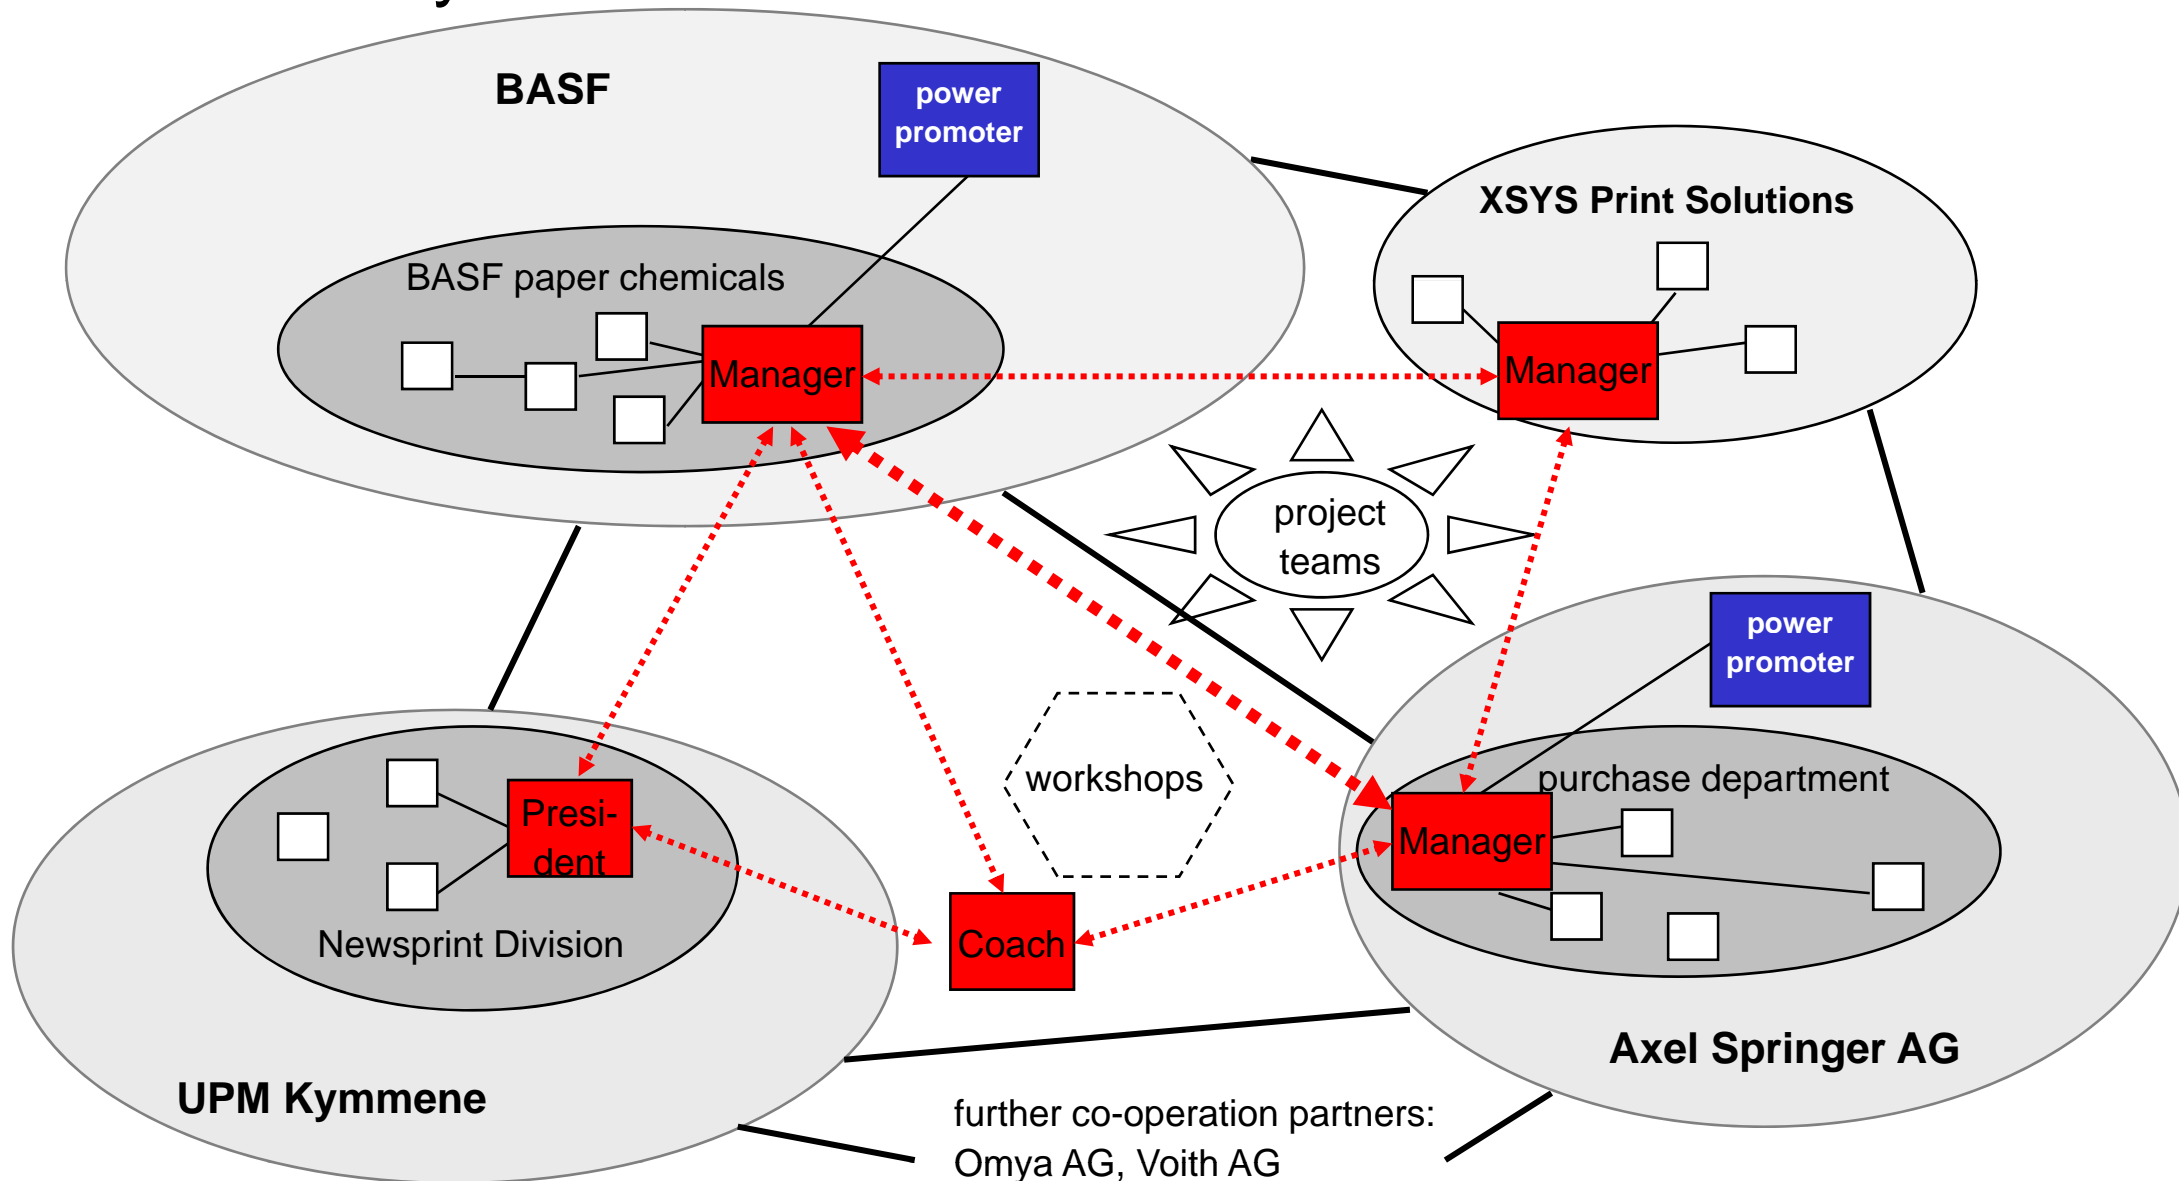 BASF
power
promoter
XSYS Print Solutions
BASF paper chemicals
Manager
Manager
project
teams
power
promoter
workshops
purchase department
Presi-
dent
Manager
Newsprint Division
Coach
Axel Springer AG
UPM Kymmene
further co-operation partners:
Omya AG, Voith AG